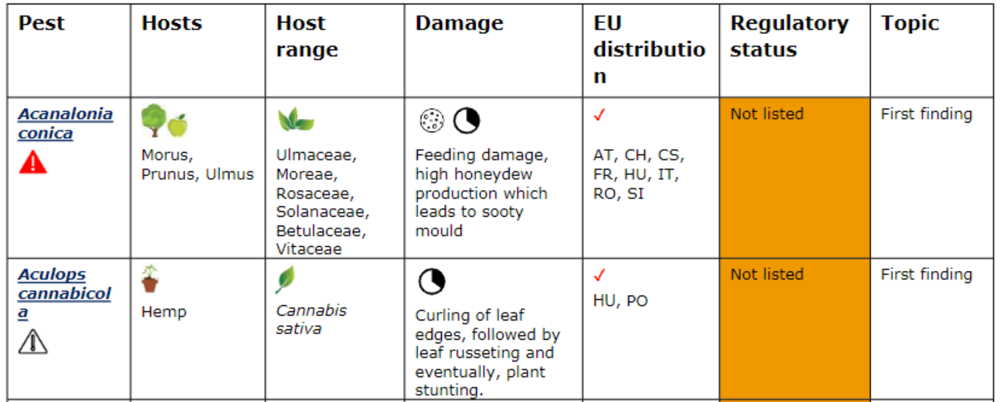 Pest
Hosts
Host
range
Damage
EU
distributio
n
Regulatory
status
Topic
Acanalonia
conica
Morus,
Prunus, Ulmus
Ulmaceae,
Moreae,
Rosaceae,
Solanaceae,
Betulaceae,
Vitaceae
Feeding damage,
high honeydew
production which
leads to sooty
mould
✓
AT, CH, CS,
FR, HU, IT,
RO, SI
Not listed
First finding
Aculops
cannabicol
a
Hemp
Cannabis
sativa
Curling of leaf
edges, followed by
leaf russeting and
eventually, plant
stunting.
✓
HU, PO
Not listed
First finding